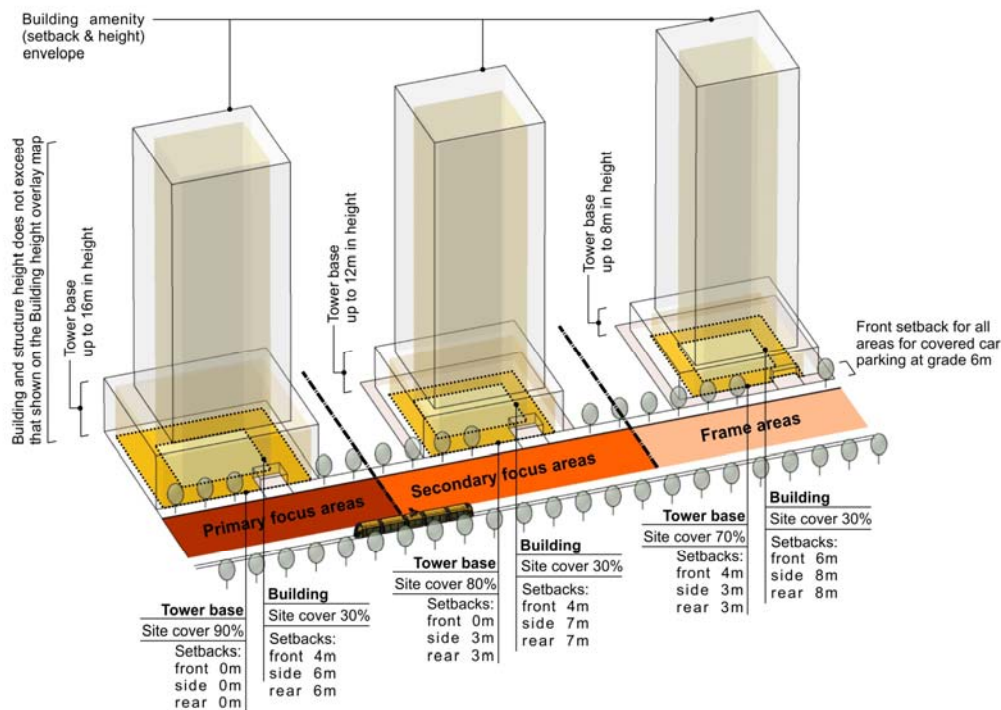 Building amenity
(setback & height)
envelope
Building and structure height does not exceed
that shown on the Building height overlay map
Tower base
up to 16m in height
Tower base
up to 12m in height
Tower base
up to 8m in height
Front setback for all
areas for covered car
parking at grade 6m
Primary focus areas
Secondary focus areas
Frame areas
Tower base
Site cover 90%
Setbacks:
front 0m
side 0m
rear 0m
Building
Site cover 30%
Setbacks:
front 4m
side 6m
rear 6m
Tower base
Site cover 80%
Setbacks:
front 0m
side 3m
rear 3m
Building
Site cover 30%
Setbacks:
front 4m
side 7m
rear 7m
Tower base
Site cover 70%
Setbacks:
front 4m
side 3m
rear 3m
Building
Site cover 30%
Setbacks:
front 6m
side 8m
rear 8m